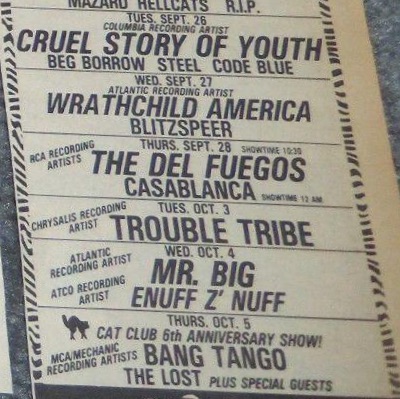 MAZARD HELLCATS R.I.P.
TUES. SEPT. 26
COLUMBIA RECORDING ARTIST
CRUEL STORY OF YOUTH
BEG BORROW STEEL CODE BLUE
WED. SEPT. 27
ATLANTIC RECORDING ARTIST
WRATHCHILD AMERICA
BLITZSPEER
THURS. SEPT. 28 SHOWTIME 10:30
RCA RECORDING ARTISTS THE DEL FUEGOS
CASABLANCA SHOWTIME 12 AM
TUES. OCT. 3
CHRYSALIS RECORDING ARTIST TROUBLE TRIBE
WED. OCT. 4
ATLANTIC RECORDING ARTIST MR. BIG
ATCO RECORDING ARTIST ENUFF Z' NUFF
THURS. OCT. 5
CAT CLUB 6th ANNIVERSARY SHOW!
MCA/MECHANIC RECORDING ARTISTS BANG TANGO
THE LOST PLUS SPECIAL GUESTS